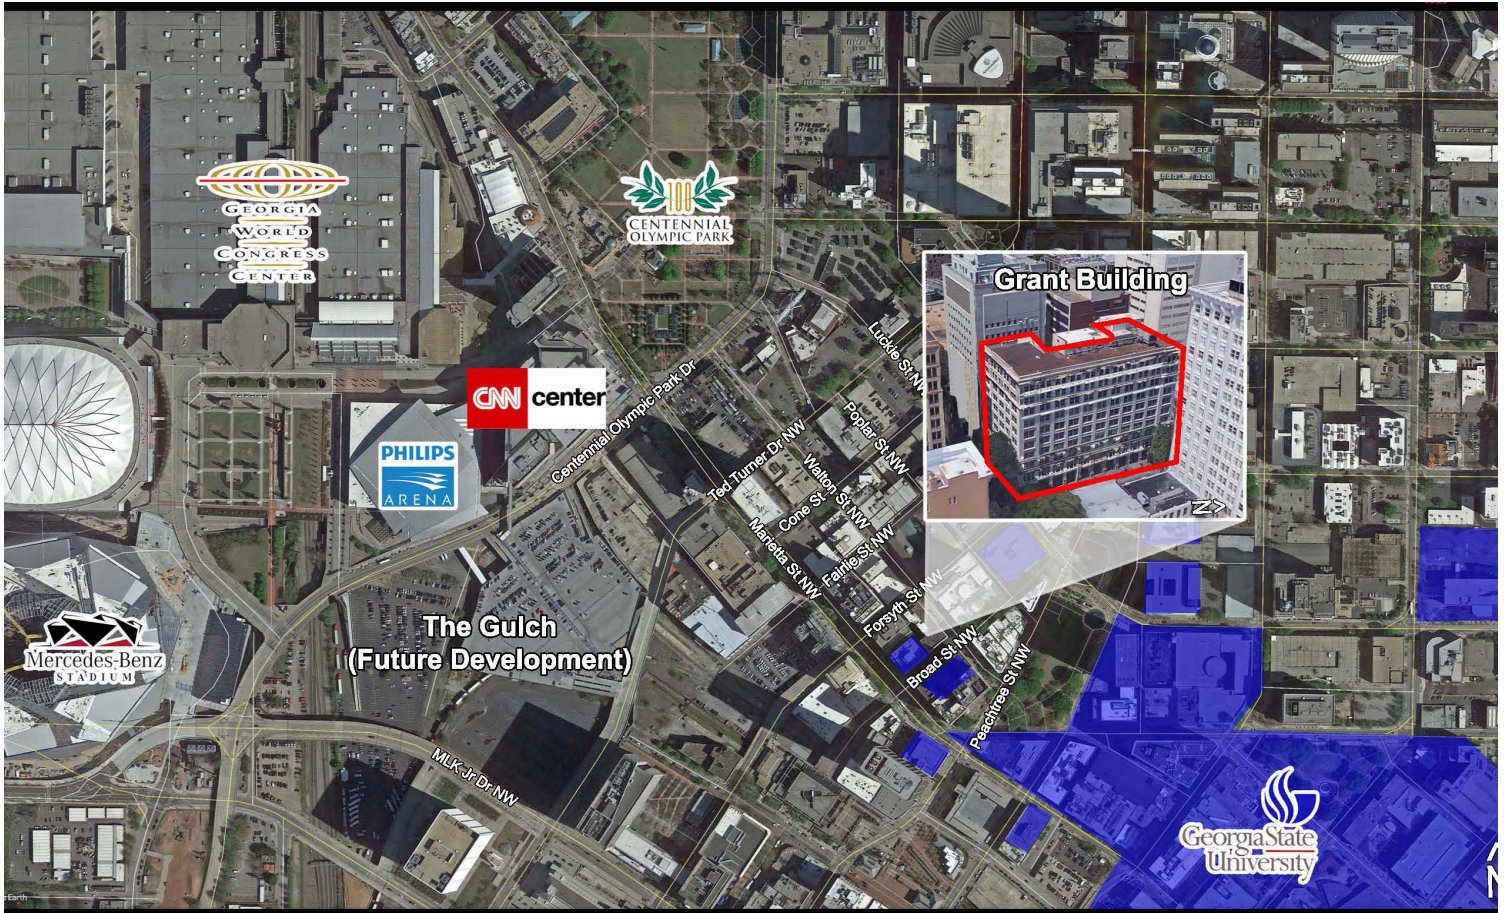 GEORGIA
WORLD
CONGRESS
CENTER
100
CENTENNIAL
OLYMPIC PARK
Grant Building
N
CNN center
PHILIPS
ARENA
Centennial Olympic Park Dr
Luckie St NW
Poplar St NW
Ted Turner Dr NW
Walton St NW
Cone St
Marietta St NW
Fairlie St NW
Forsyth St NW
Broad St NW
Peachtree St NW
The Gulch
(Future Development)
Mercedes-Benz
STADIUM
MLK Jr Dr NW
GeorgiaState
University
N
Earth